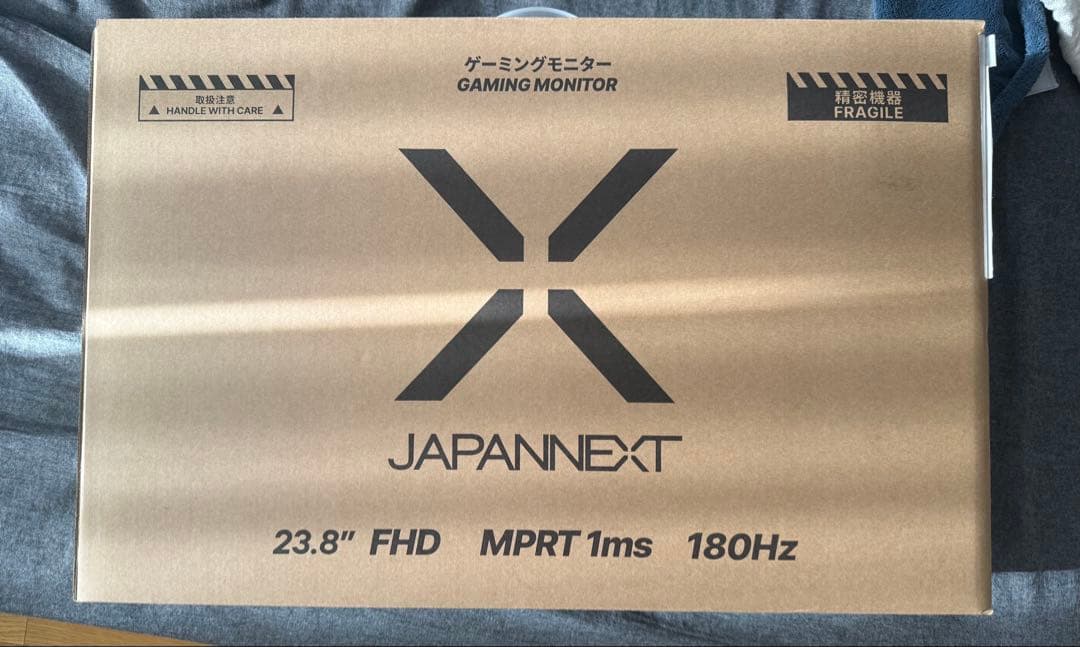 ゲーミングモニター
GAMING MONITOR
取扱注意
HANDLE WITH CARE
精密機器
FRAGILE
JAPANNEXT
23.8” FHD MPRT 1ms 180Hz